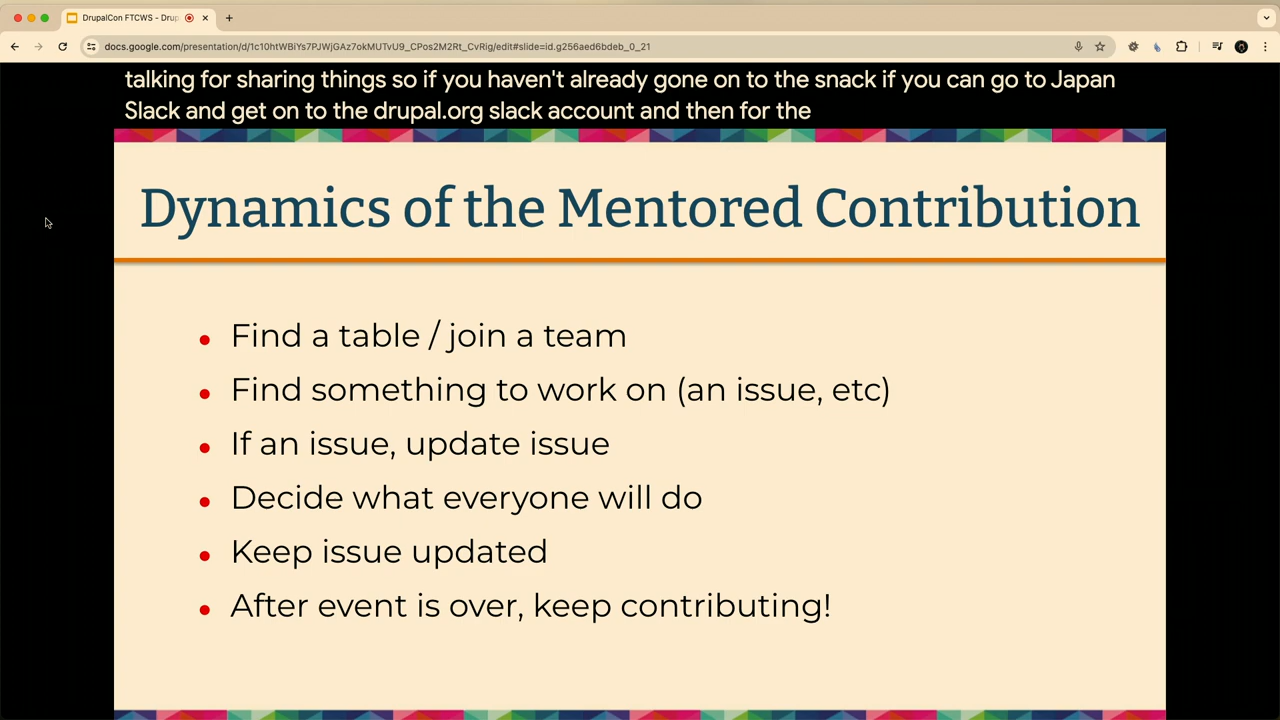 DrupalCon FTCWS - Drup
docs.google.com/presentation/d/1c10htWBiYs7PJWjGAz7okMUTvU9_CPos2M2Rt_CvRig/edit#slide=id.g256aed6bdeb_0_21
talking for sharing things so if you haven't already gone on to the snack if you can go to Japan
Slack and get on to the drupal.org slack account and then for the
Dynamics of the Mentored Contribution
• Find a table / join a team
• Find something to work on (an issue, etc)
• If an issue, update issue
• Decide what everyone will do
• Keep issue updated
• After event is over, keep contributing!